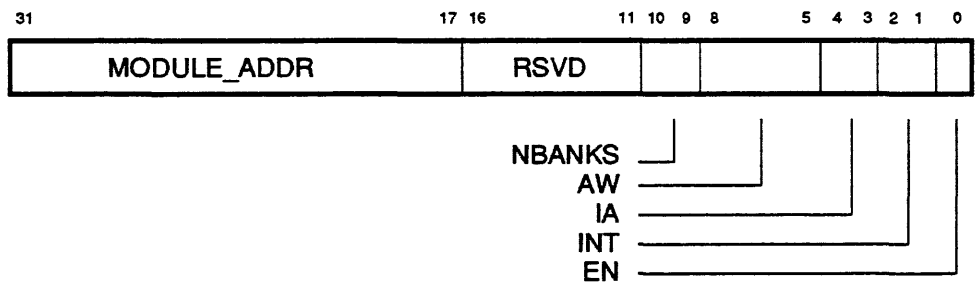 31 17 16 11 10 9 8 5 4 3 2 1 0
MODULE_ADDR RSVD
NBANKS
AW
IA
INT
EN